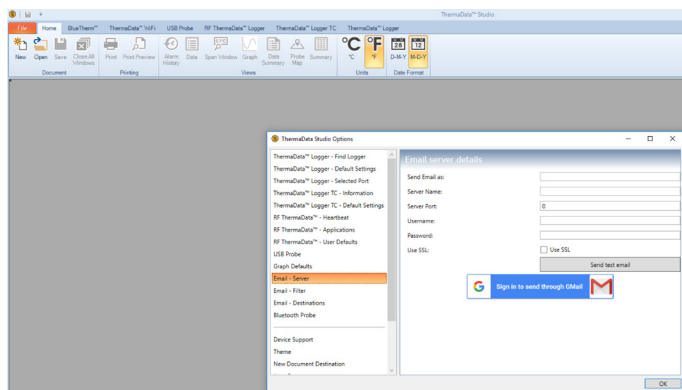 ThermaData™ Studio
File Home BlueTherm™ ThermaData™ WiFi USB Probe RF ThermaData™ Logger ThermaData™ Logger TC ThermaData™ Logger
New Open Save Close All Windows Print Print Preview Alarm History Data Span Window Graph Data Summary Probe Map Summary °C °F D-M-Y M-D-Y
Document Printing Views Units Date Format
ThermaData Studio Options
ThermaData™ Logger - Find Logger
ThermaData™ Logger - Default Settings
ThermaData™ Logger - Selected Port
ThermaData™ Logger TC - Information
ThermaData™ Logger TC - Default Settings
RF ThermaData™ - Heartbeat
RF ThermaData™ - Applications
RF ThermaData™ - User Defaults
USB Probe
Graph Defaults
Email - Server
Email - Filter
Email - Destinations
Bluetooth Probe
Device Support
Theme
New Document Destination
Email server details
Send Email as:
Server Name:
Server Port: 0
Username:
Password:
Use SSL: Use SSL
Send test email
Sign in to send through GMail
OK